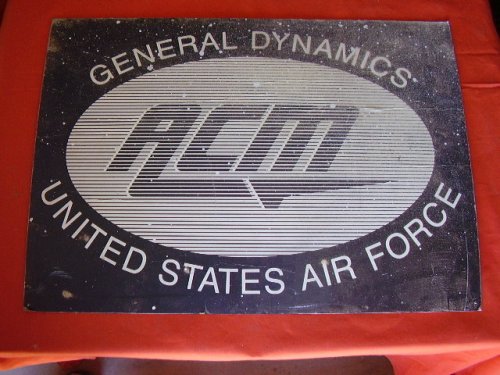 GENERAL DYNAMICS
ACM
UNITED STATES AIR FORCE